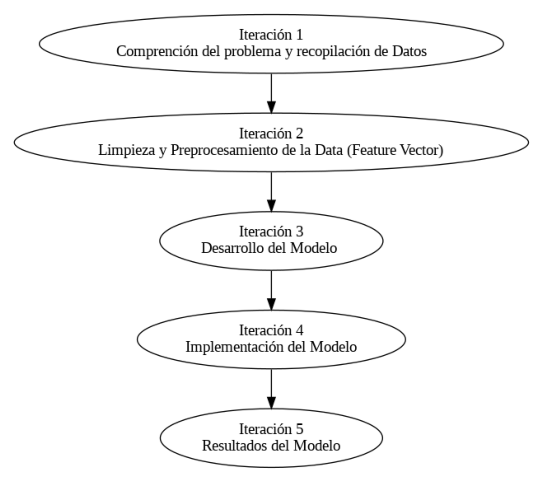 Iteración 1
Comprención del problema y recopilación de Datos
Iteración 2
Limpieza y Preprocesamiento de la Data (Feature Vector)
Iteración 3
Desarrollo del Modelo
Iteración 4
Implementación del Modelo
Iteración 5
Resultados del Modelo